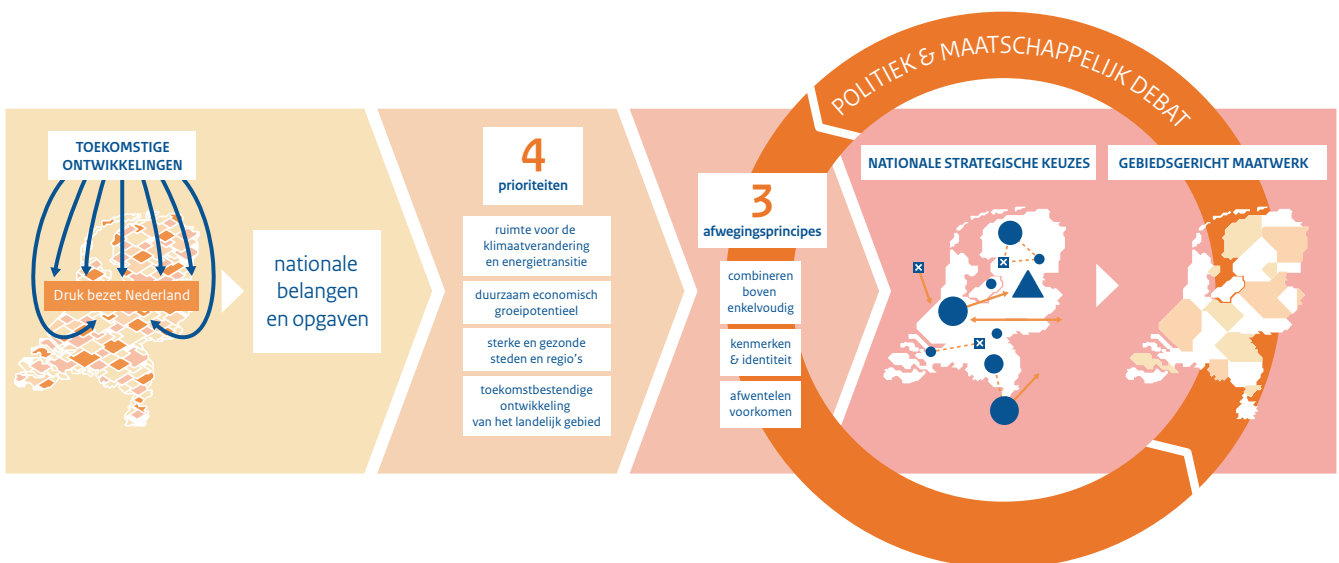 POLITIEK & MAATSCHAPPELIJK DEBAT
TOEKOMSTIGE
ONTWIKKELINGEN
Druk bezet Nederland
nationale
belangen
en opgaven
4
prioriteiten
ruimte voor de
klimaatverandering
en energietransitie
duurzaam economisch
groeipotentieel
sterke en gezonde
steden en regio's
toekomstbestendige
ontwikkeling
van het landelijk gebied
3
afwegingsprincipes
combineren
boven
enkelvoudig
kenmerken
& identiteit
afwentelen
voorkomen
NATIONALE STRATEGISCHE KEUZES
GEBIEDSGERICHT MAATWERK